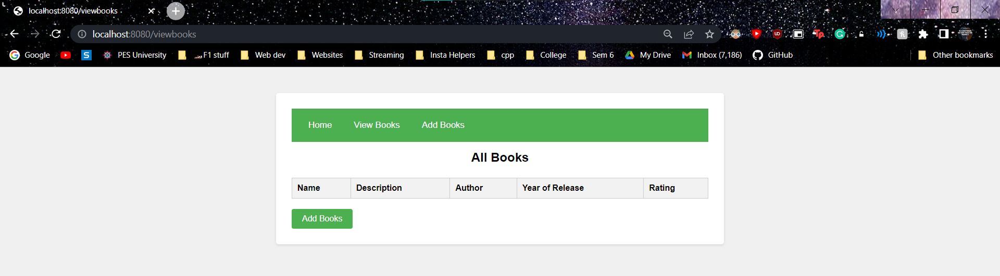 localhost:8080/viewbooks
localhost:8080/viewbooks
Google S PES University F1 stuff Web dev Websites Streaming Insta Helpers cpp College Sem 6 My Drive Inbox (7,186) GitHub Other bookmarks
Home View Books Add Books
All Books
Name Description Author Year of Release Rating
Add Books